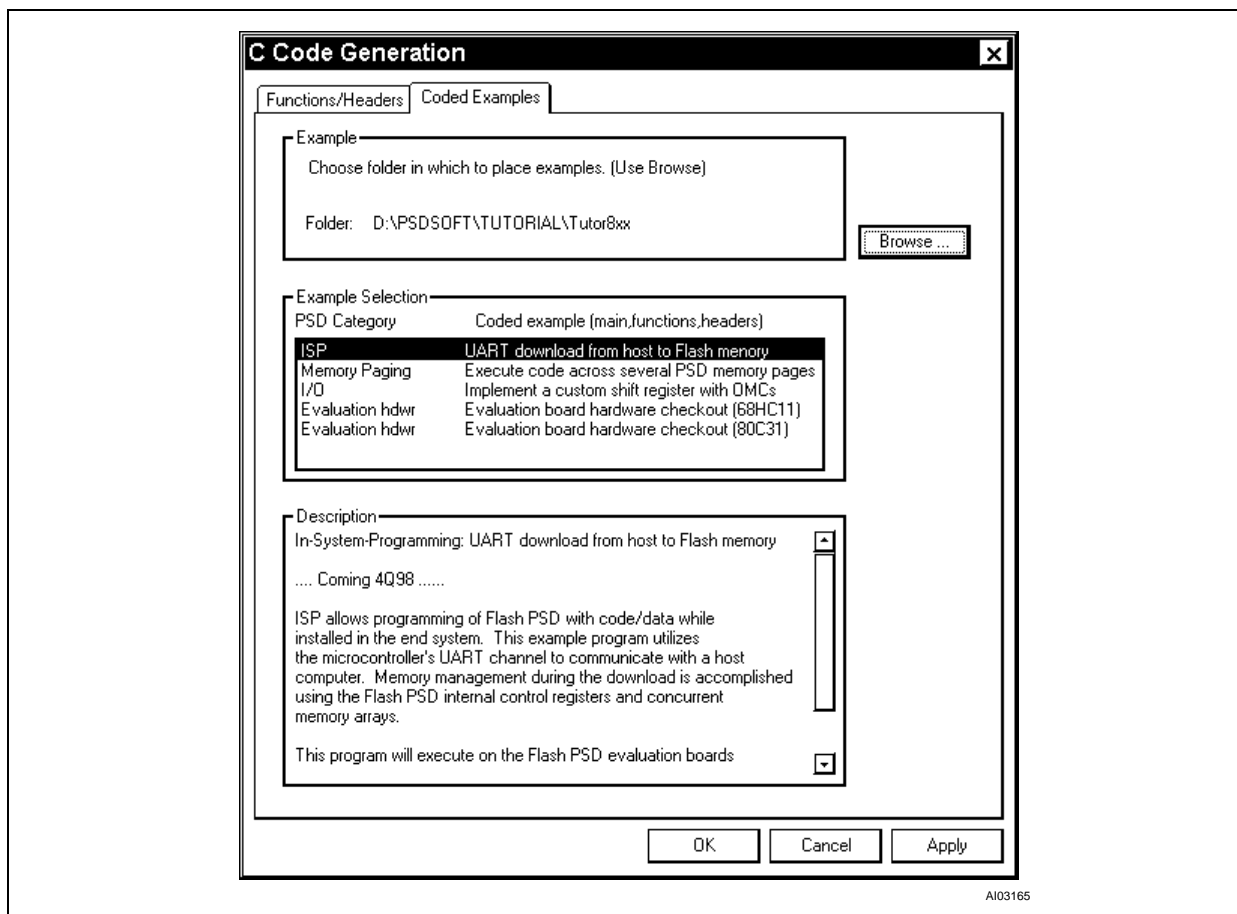 C Code Generation
Functions/Headers Coded Examples
Example
Choose folder in which to place examples. (Use Browse)
Folder: D:\PSDSOFT\TUTORIAL\Tutor8xx
Browse ...
Example Selection
PSD Category Coded example (main,functions,headers)
ISP UART download from host to Flash menory
Memory Paging Execute code across several PSD memory pages
I/O Implement a custom shift register with OMCs
Evaluation hdwr Evaluation board hardware checkout (68HC11)
Evaluation hdwr Evaluation board hardware checkout (80C31)
Description
In-System-Programming: UART download from host to Flash memory
.... Coming 4Q98 ......
ISP allows programming of Flash PSD with code/data while
installed in the end system. This example program utilizes
the microcontroller's UART channel to communicate with a host
computer. Memory management during the download is accomplished
using the Flash PSD internal control registers and concurrent
memory arrays.
This program will execute on the Flash PSD evaluation boards
OK Cancel Apply
AI03165